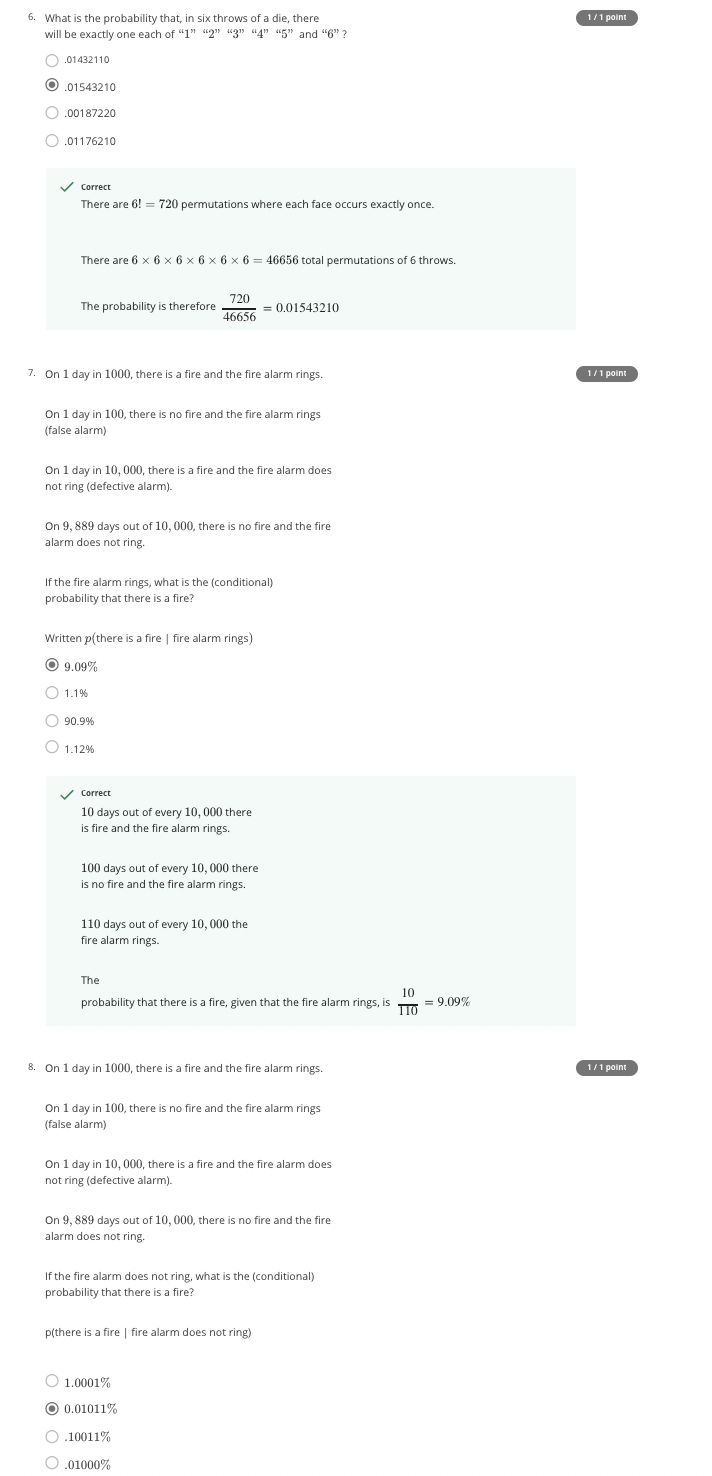 6. What is the probability that, in six throws of a die, there 1 / 1 point
will be exactly one each of “1” “2” “3” “4” “5” and “6” ?
.01432110
.01543210
.00187220
.01176210
Correct
There are 6! = 720 permutations where each face occurs exactly once.
There are 6 × 6 × 6 × 6 × 6 × 6 = 46656 total permutations of 6 throws.
The probability is therefore 720/46656 = 0.01543210
7. On 1 day in 1000, there is a fire and the fire alarm rings. 1 / 1 point
On 1 day in 100, there is no fire and the fire alarm rings
(false alarm)
On 1 day in 10, 000, there is a fire and the fire alarm does
not ring (defective alarm).
On 9, 889 days out of 10, 000, there is no fire and the fire
alarm does not ring.
If the fire alarm rings, what is the (conditional)
probability that there is a fire?
Written p(there is a fire | fire alarm rings)
9.09%
1.1%
90.9%
1.12%
Correct
10 days out of every 10, 000 there
is fire and the fire alarm rings.
100 days out of every 10, 000 there
is no fire and the fire alarm rings.
110 days out of every 10, 000 the
fire alarm rings.
The
probability that there is a fire, given that the fire alarm rings, is 10/110 = 9.09%
8. On 1 day in 1000, there is a fire and the fire alarm rings. 1 / 1 point
On 1 day in 100, there is no fire and the fire alarm rings
(false alarm)
On 1 day in 10, 000, there is a fire and the fire alarm does
not ring (defective alarm).
On 9, 889 days out of 10, 000, there is no fire and the fire
alarm does not ring.
If the fire alarm does not ring, what is the (conditional)
probability that there is a fire?
p(there is a fire | fire alarm does not ring)
1.0001%
0.01011%
.10011%
.01000%